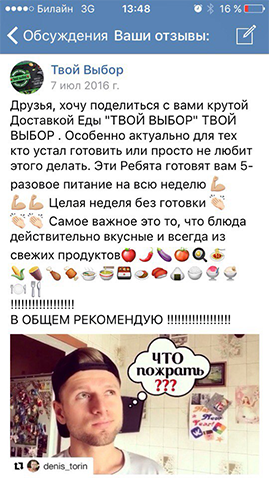 Билайн 3G 13:48 16 %
Обсуждения Ваши отзывы:
Твой Выбор
7 июл 2016 г.
Друзья, хочу поделиться с вами крутой
Доставкой Еды "ТВОЙ ВЫБОР" ТВОЙ
ВЫБОР . Особенно актуально для тех
кто устал готовить или просто не любит
этого делать. Эти Ребята готовят вам 5-
разовое питание на всю неделю 💪🏼
💪🏼💪🏼 Целая неделя без готовки 👏🏻
👏🏻👏🏻 Самое важное это то, что блюда
действительно вкусные и всегда из
свежих продуктов
!!!!!!!!!!!!!!!!!!
В ОБЩЕМ РЕКОМЕНДУЮ !!!!!!!!!!!!!!!!!!
ЧТО
пожрать
???
denis_torin